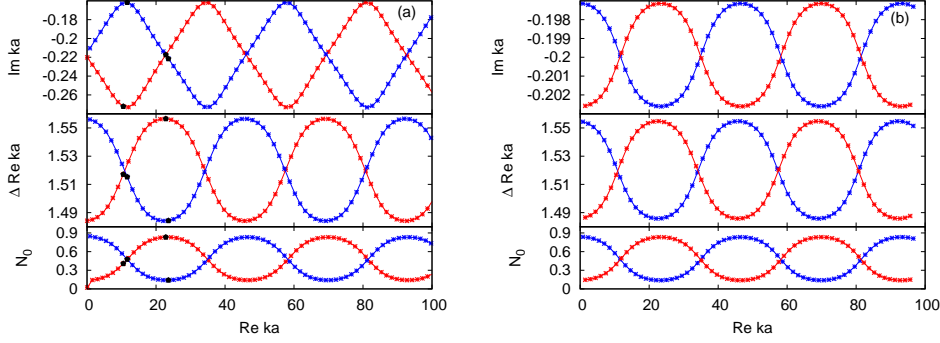 (a)
Im ka
-0.18
-0.2
-0.22
-0.24
-0.26
Δ Re ka
1.55
1.53
1.51
1.49
N0
0.9
0.6
0.3
0
0 20 40 60 80 100
Re ka
(b)
Im ka
-0.198
-0.199
-0.2
-0.201
-0.202
Δ Re ka
1.55
1.53
1.51
1.49
N0
0.9
0.6
0.3
0
0 20 40 60 80 100
Re ka